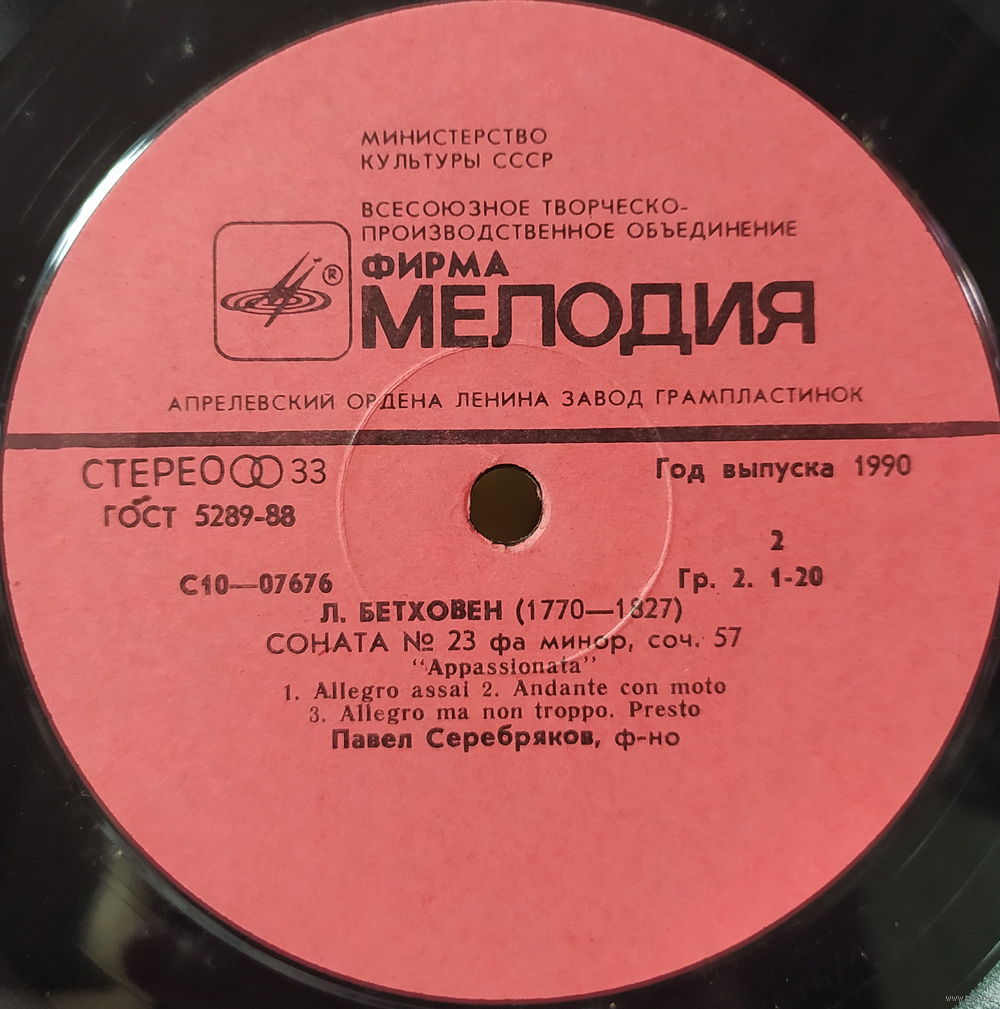 МИНИСТЕРСТВО
КУЛЬТУРЫ СССР
ВСЕСОЮЗНОЕ ТВОРЧЕСКО-
ПРОИЗВОДСТВЕННОЕ ОБЪЕДИНЕНИЕ
®
ФИРМА
МЕЛОДИЯ
АПРЕЛЕВСКИЙ ОРДЕНА ЛЕНИНА ЗАВОД ГРАМПЛАСТИНОК
СТЕРЕО 33
Год выпуска 1990
ГОСТ 5289-88
2
С10—07676
Гр. 2. 1-20
Л. БЕТХОВЕН (1770—1827)
СОНАТА № 23 фа минор, соч. 57
“Appassionata”
1. Allegro assai 2. Andante con moto
3. Allegro ma non troppo. Presto
Павел Серебряков, ф-но